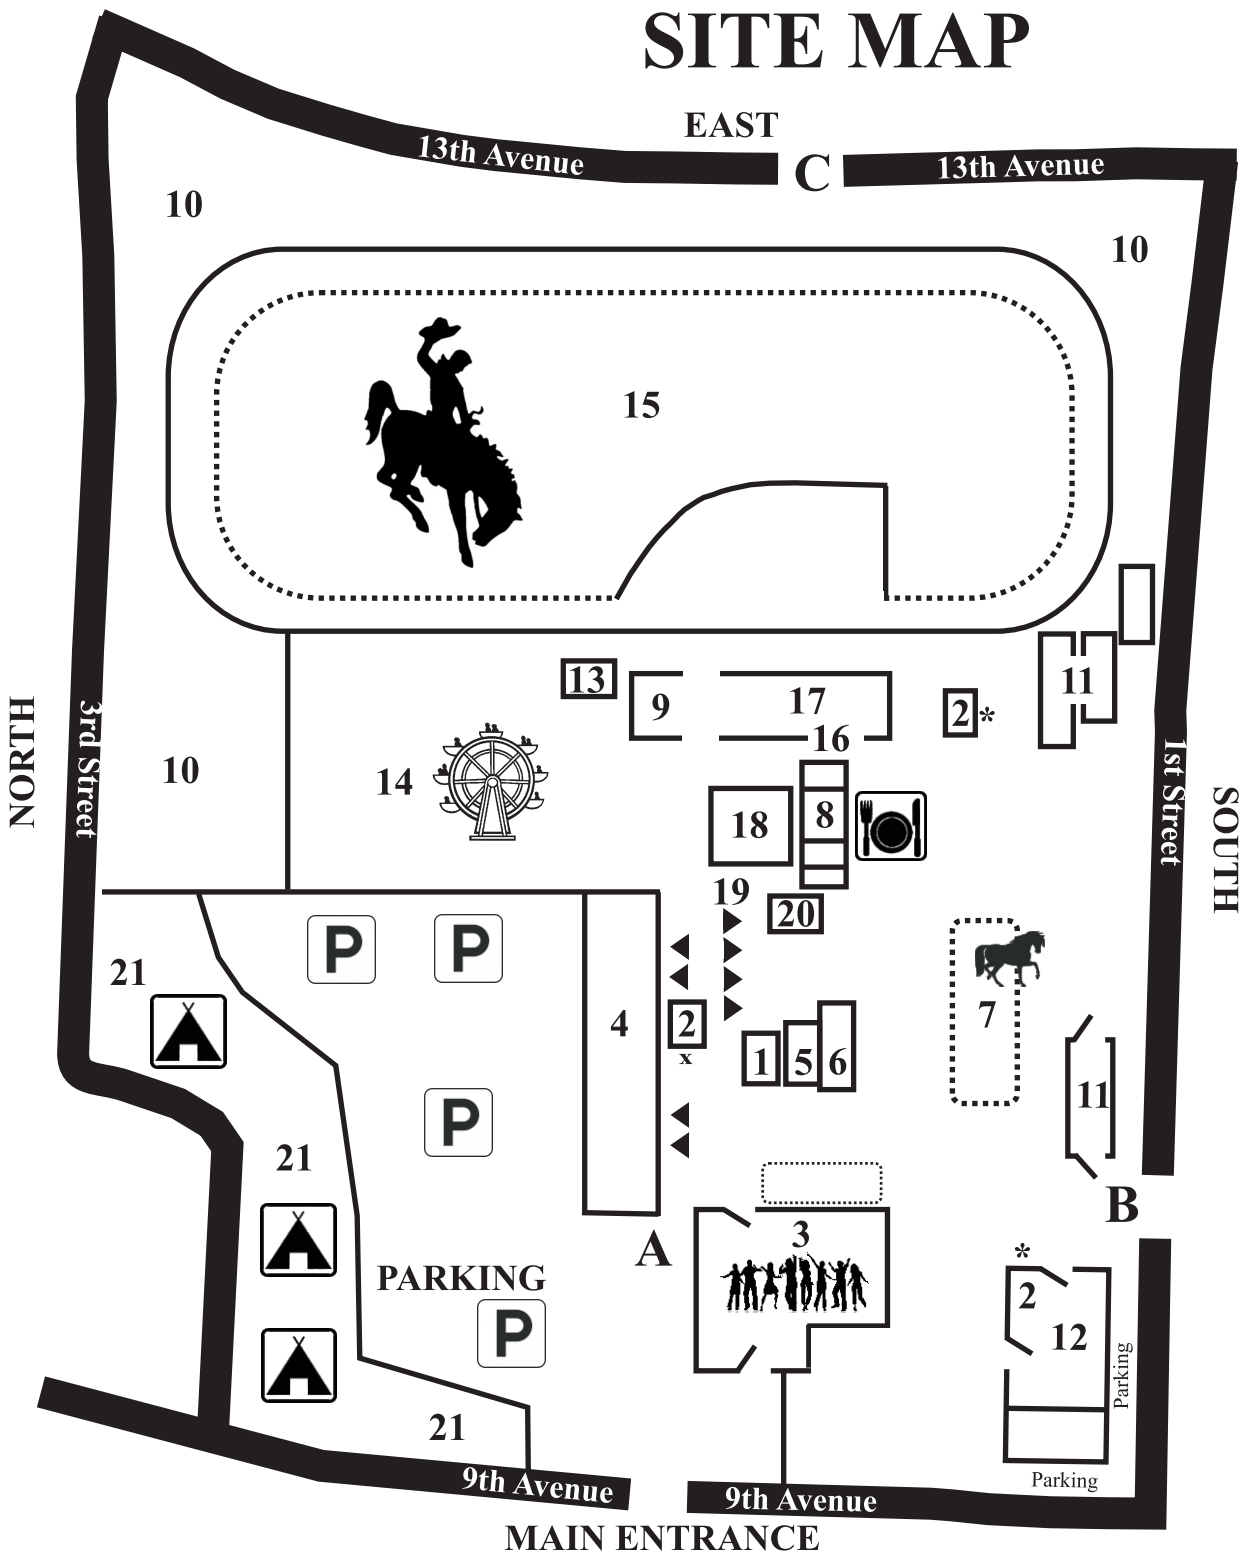 SITE MAP
EAST
13th Avenue
C
13th Avenue
10
10
15
13
9
17
2*
11
16
NORTH
3rd Street
10
14
18
8
1st Street
SOUTH
19
20
P
P
21
7
4
2
x
1
5
6
11
P
21
B
A
3
*
2
12
PARKING
P
Parking
21
9th Avenue
9th Avenue
Parking
MAIN ENTRANCE